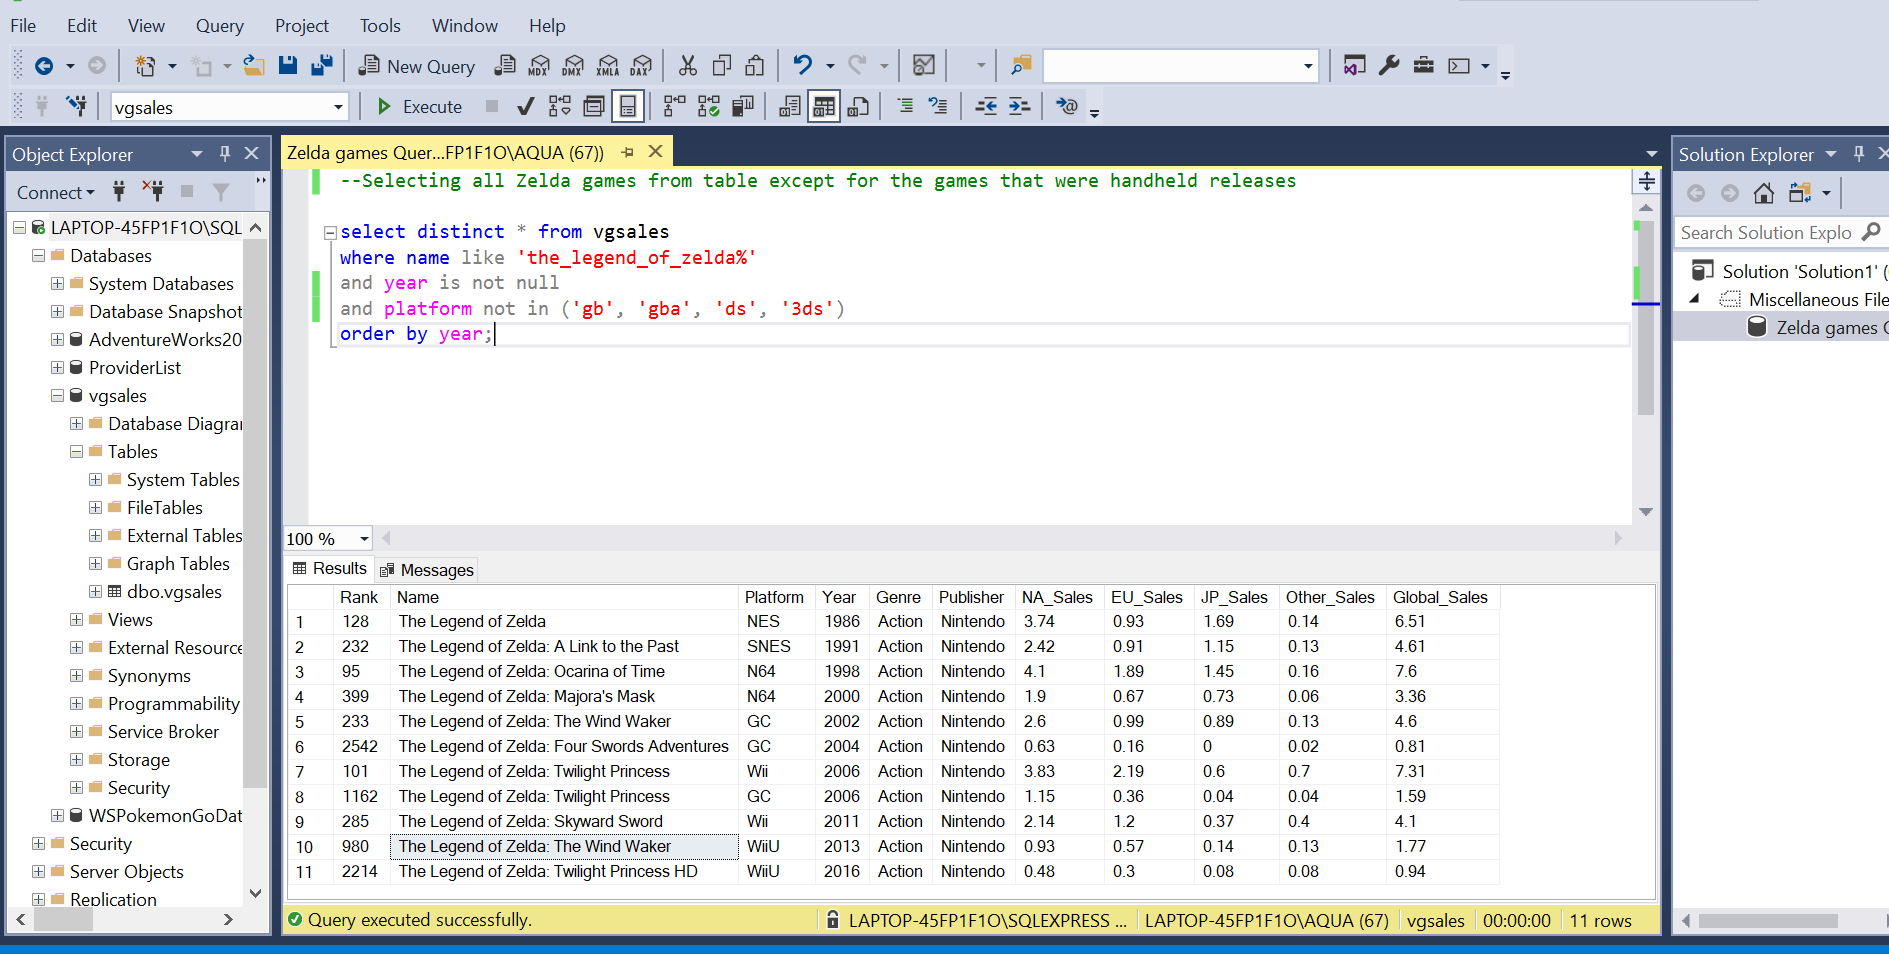 File Edit View Query Project Tools Window Help
New Query MDX DMX XMLA DAX
vgsales Execute
Object Explorer
Connect
LAPTOP-45FP1F1O\SQL
Databases
System Databases
Database Snapshot
AdventureWorks20
ProviderList
vgsales
Database Diagra
Tables
System Tables
FileTables
External Tables
Graph Tables
dbo.vgsales
Views
External Resource
Synonyms
Programmability
Service Broker
Storage
Security
WSPokemonGoDat
Security
Server Objects
Replication
Zelda games Quer...FP1F1O\AQUA (67))
--Selecting all Zelda games from table except for the games that were handheld releases
select distinct * from vgsales
where name like 'the_legend_of_zelda%'
and year is not null
and platform not in ('gb', 'gba', 'ds', '3ds')
order by year;
100 %
Results Messages
Rank Name Platform Year Genre Publisher NA_Sales EU_Sales JP_Sales Other_Sales Global_Sales
1 128 The Legend of Zelda NES 1986 Action Nintendo 3.74 0.93 1.69 0.14 6.51
2 232 The Legend of Zelda: A Link to the Past SNES 1991 Action Nintendo 2.42 0.91 1.15 0.13 4.61
3 95 The Legend of Zelda: Ocarina of Time N64 1998 Action Nintendo 4.1 1.89 1.45 0.16 7.6
4 399 The Legend of Zelda: Majora's Mask N64 2000 Action Nintendo 1.9 0.67 0.73 0.06 3.36
5 233 The Legend of Zelda: The Wind Waker GC 2002 Action Nintendo 2.6 0.99 0.89 0.13 4.6
6 2542 The Legend of Zelda: Four Swords Adventures GC 2004 Action Nintendo 0.63 0.16 0 0.02 0.81
7 101 The Legend of Zelda: Twilight Princess Wii 2006 Action Nintendo 3.83 2.19 0.6 0.7 7.31
8 1162 The Legend of Zelda: Twilight Princess GC 2006 Action Nintendo 1.15 0.36 0.04 0.04 1.59
9 285 The Legend of Zelda: Skyward Sword Wii 2011 Action Nintendo 2.14 1.2 0.37 0.4 4.1
10 980 The Legend of Zelda: The Wind Waker WiiU 2013 Action Nintendo 0.93 0.57 0.14 0.13 1.77
11 2214 The Legend of Zelda: Twilight Princess HD WiiU 2016 Action Nintendo 0.48 0.3 0.08 0.08 0.94
Query executed successfully. LAPTOP-45FP1F1O\SQLEXPRESS ... LAPTOP-45FP1F1O\AQUA (67) vgsales 00:00:00 11 rows
Solution Explorer
Search Solution Explo
Solution 'Solution1' (
Miscellaneous File
Zelda games